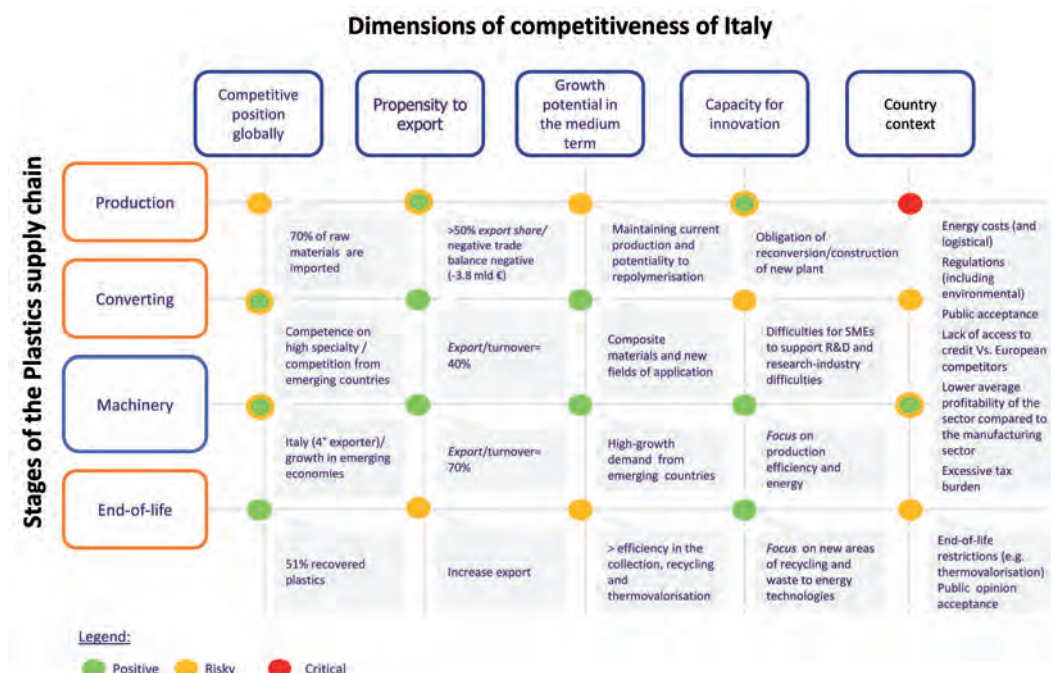 Dimensions of competitiveness of Italy
Competitive
position
globally
Propensity to
export
Growth
potential in
the medium
term
Capacity for
innovation
Country
context
Stages of the Plastics supply chain
Production
70% of raw
materials are
imported
>50% export share/
negative trade
balance negative
(-3.8 mld €)
Maintaining current
production and
potentiality to
repolymerisation
Obligation of
reconversion/construction
of new plant
Energy costs (and
logistical)
Regulations
(including
environmental)
Public acceptance
Lack of access to
credit Vs. European
competitors
Lower average
profitability of the
sector compared to
the manufacturing
sector
Excessive tax
burden
Converting
Competence on
high specialty /
competition from
emerging countries
Export/turnover=
40%
Composite
materials and new
fields of application
Difficulties for SMEs
to support R&D and
research-industry
difficulties
Machinery
Italy (4° exporter)/
growth in emerging
economies
Export/turnover=
70%
High-growth
demand from
emerging countries
Focus on
production
efficiency and
energy
End-of-life
51% recovered
plastics
Increase export
> efficiency in the
collection, recycling
and
thermovalorisation
Focus on new areas
of recycling and
waste to energy
technologies
End-of-life
restrictions (e.g.
thermovalorisation)
Public opinion
acceptance
Legend:
Positive
Risky
Critical